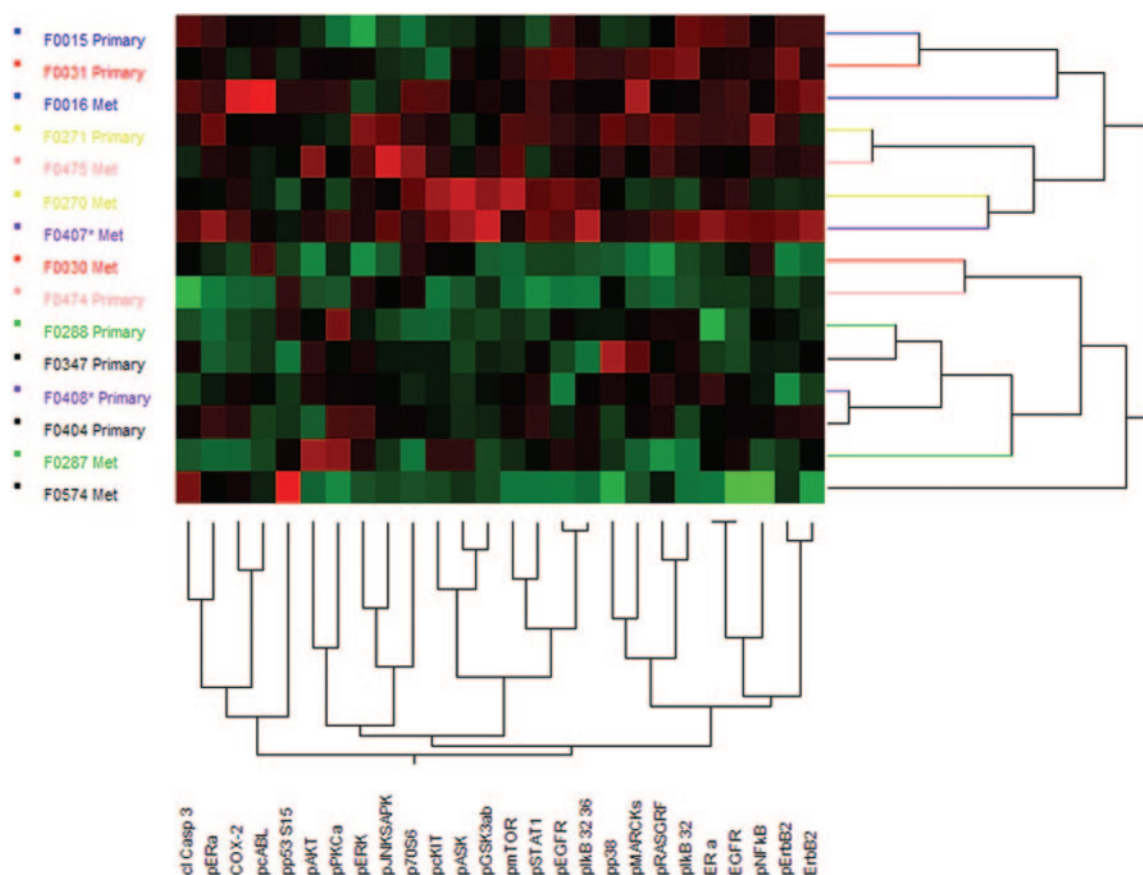 F0015 Primary
F0031 Primary
F0016 Met
F0271 Primary
F0475 Met
F0270 Met
F0407* Met
F0030 Met
F0474 Primary
F0288 Primary
F0347 Primary
F0408* Primary
F0404 Primary
F0287 Met
F0574 Met
cl Casp 3
pERa
COX-2
pcABL
pp53 S15
pAKT
pPKCa
pERK
pJNKSAPK
p70S6
pcKIT
pASK
pGSK3ab
pmTOR
pSTAT1
pEGFR
pIkB 32 36
pp38
pMARCKs
pRASGRF
pIkB 32
ER a
EGFR
pNFkB
pErbB2
ErbB2